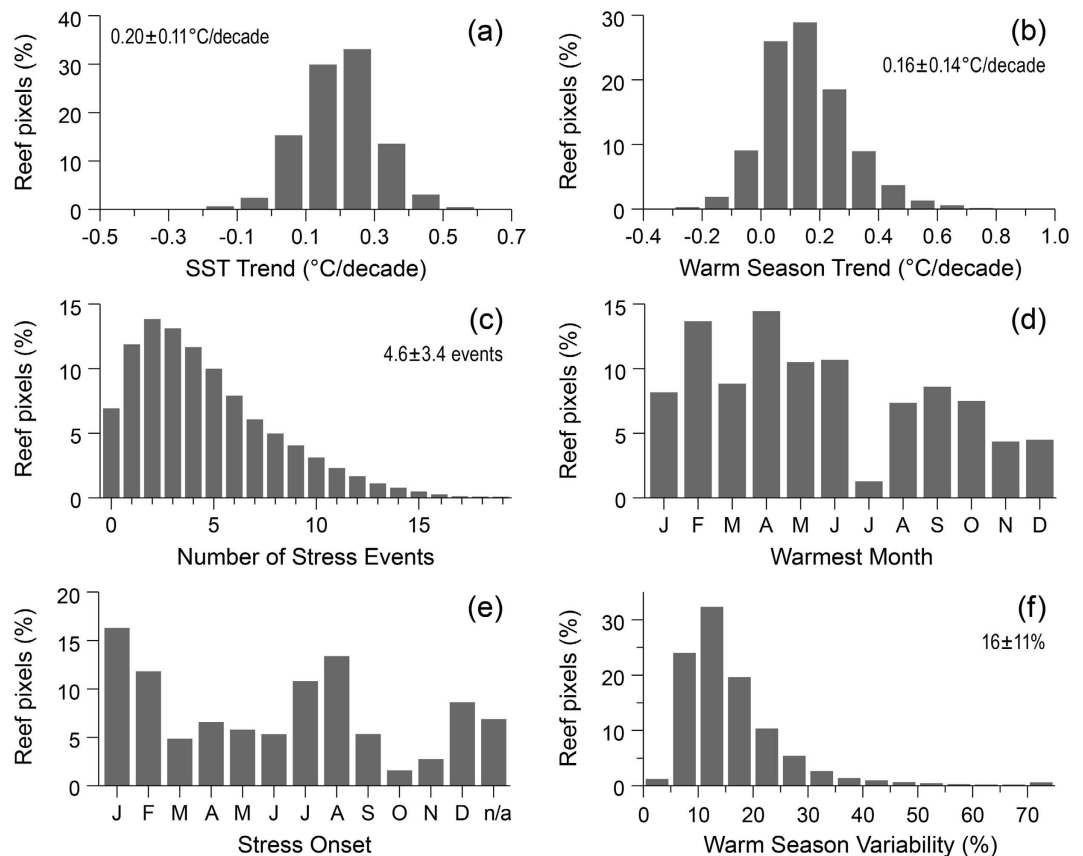 (a)
0.20±0.11°C/decade
Reef pixels (%)
40
30
20
10
0
-0.5 -0.3 -0.1 0.1 0.3 0.5 0.7
SST Trend (°C/decade)
(b)
0.16±0.14°C/decade
Reef pixels (%)
30
20
10
0
-0.4 -0.2 0.0 0.2 0.4 0.6 0.8 1.0
Warm Season Trend (°C/decade)
(c)
4.6±3.4 events
Reef pixels (%)
15
10
5
0
0 5 10 15
Number of Stress Events
(d)
Reef pixels (%)
15
10
5
0
J F M A M J J A S O N D
Warmest Month
(e)
Reef pixels (%)
20
15
10
5
0
J F M A M J J A S O N D n/a
Stress Onset
(f)
16±11%
Reef pixels (%)
30
20
10
0
0 10 20 30 40 50 60 70
Warm Season Variability (%)